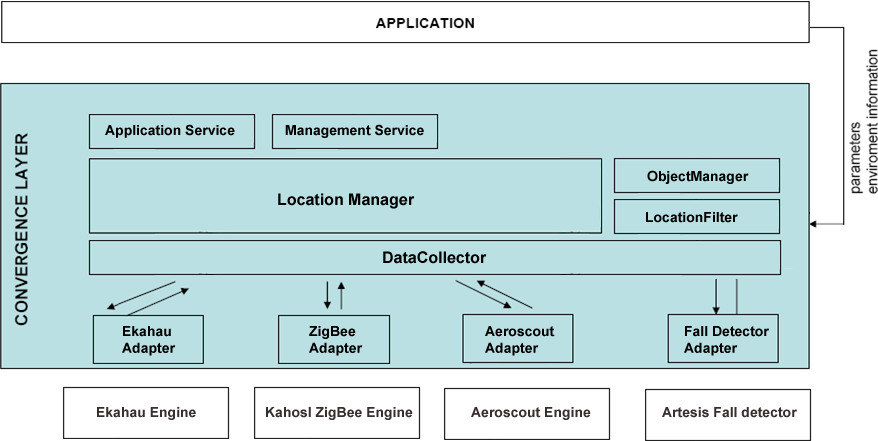 APPLICATION
parameters
enviroment information
CONVERGENCE LAYER
Application Service
Management Service
Location Manager
ObjectManager
LocationFilter
DataCollector
Ekahau
Adapter
ZigBee
Adapter
Aeroscout
Adapter
Fall Detector
Adapter
Ekahau Engine
Kahosl ZigBee Engine
Aeroscout Engine
Artesis Fall detector